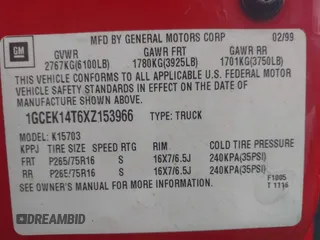 GM
MFD BY GENERAL MOTORS CORP 02/99
GVWR GAWR FRT GAWR RR
2767KG(6100LB) 1780KG(3925LB) 1701KG(3750LB)
THIS VEHICLE CONFORMS TO ALL APPLICABLE U.S. FEDERAL MOTOR
VEHICLE SAFETY STANDARDS IN EFFECT ON THE DATE OF
MANUFACTURE SHOWN ABOVE.
1GCEK14T6XZ153966 TYPE: TRUCK
MODEL: K15703
KPPJ TIRE SIZE SPEED RTG RIM COLD TIRE PRESSURE
FRT P265/75R16 S 16X7/6.5J 240KPA(35PSI)
RR P265/75R16 S 16X7/6.5J 240KPA(35PSI)
SEE OWNER'S MANUAL FOR MORE INFORMATION
F1005
T 1116
DREAMBID